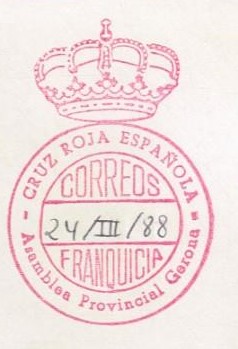 - CRUZ ROJA ESPAÑOLA -
CORREOS
24/III/88
FRANQUICIA
Asamblea Provincial Gerona